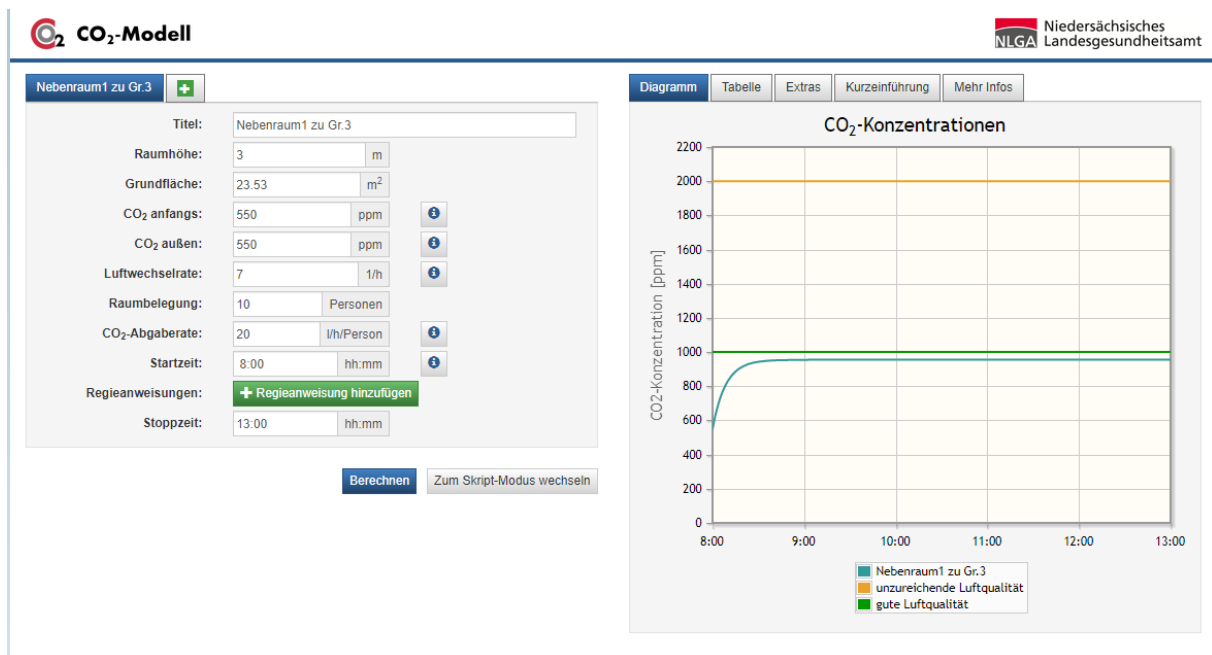 CO₂ CO₂-Modell
NLGA Niedersächsisches
Landesgesundheitsamt
Nebenraum1 zu Gr.3
Titel: Nebenraum1 zu Gr.3
Raumhöhe: 3 m
Grundfläche: 23.53 m²
CO₂ anfangs: 550 ppm
CO₂ außen: 550 ppm
Luftwechselrate: 7 1/h
Raumbelegung: 10 Personen
CO₂-Abgaberate: 20 l/h/Person
Startzeit: 8:00 hh:mm
Regieanweisungen: Regieanweisung hinzufügen
Stoppzeit: 13:00 hh:mm
Berechnen Zum Skript-Modus wechseln
Diagramm Tabelle Extras Kurzeinführung Mehr Infos
CO₂-Konzentrationen
CO2-Konzentration [ppm]
2200
2000
1800
1600
1400
1200
1000
800
600
400
200
0
8:00 9:00 10:00 11:00 12:00 13:00
Nebenraum1 zu Gr.3
unzureichende Luftqualität
gute Luftqualität